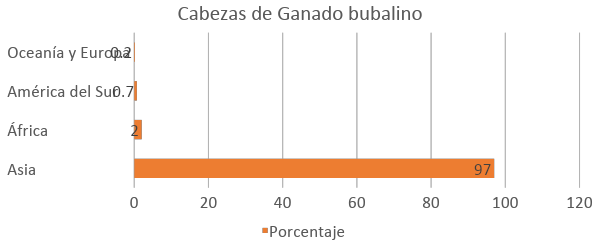 Cabezas de Ganado bubalino
Oceanía y Europa 0.2
América del Sur 0.7
África 2
Asia 97
0 20 40 60 80 100 120
Porcentaje